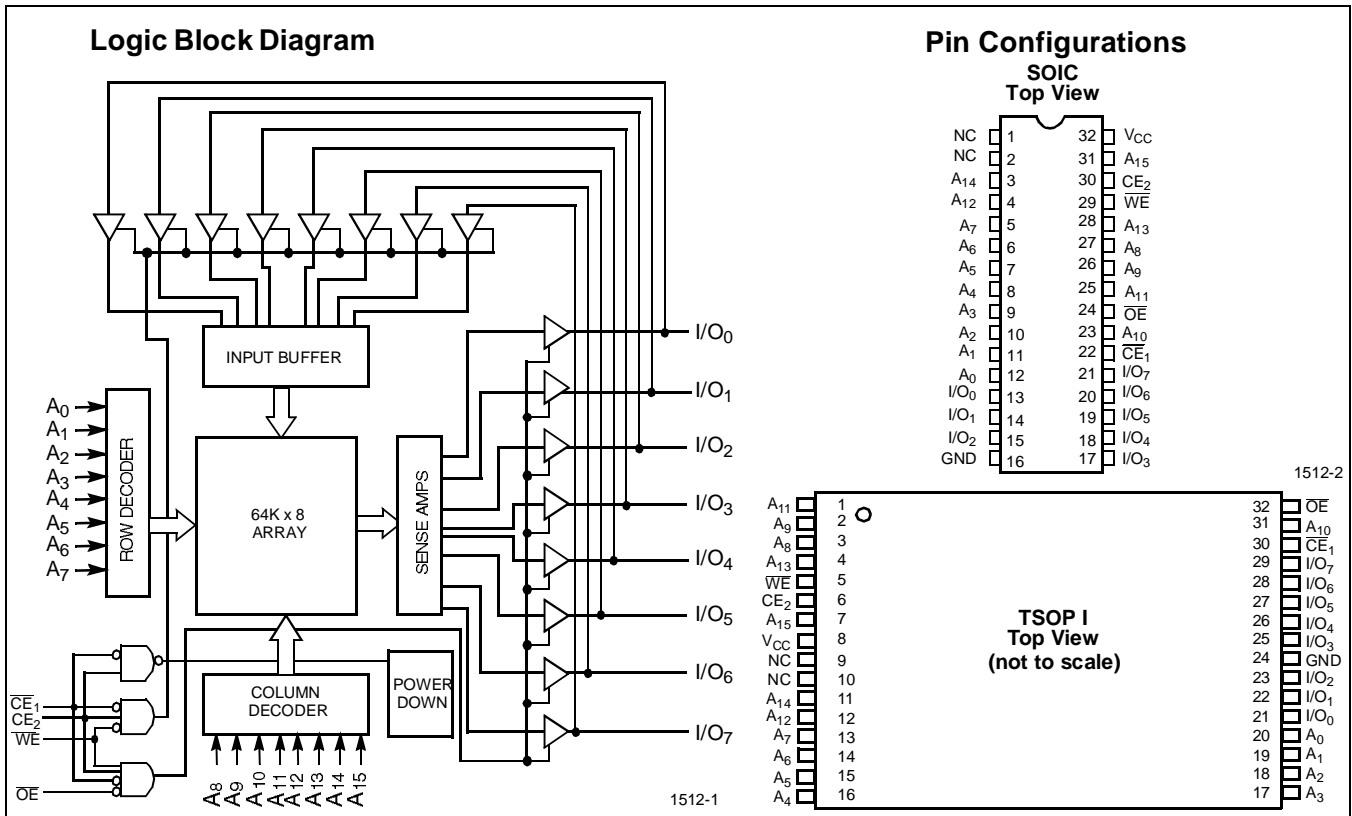 Logic Block Diagram
INPUT BUFFER
A0
A1
A2
A3
A4
A5
A6
A7
ROW DECODER
64K x 8
ARRAY
SENSE AMPS
I/O0
I/O1
I/O2
I/O3
I/O4
I/O5
I/O6
I/O7
POWER
DOWN
COLUMN
DECODER
C̅E̅1
CE2
W̅E̅
O̅E̅
A8
A9
A10
A11
A12
A13
A14
A15
1512-1
Pin Configurations
SOIC
Top View
NC 1 32 VCC
NC 2 31 A15
A14 3 30 CE2
A12 4 29 W̅E̅
A7 5 28 A13
A6 6 27 A8
A5 7 26 A9
A4 8 25 A11
A3 9 24 O̅E̅
A2 10 23 A10
A1 11 22 C̅E̅1
A0 12 21 I/O7
I/O0 13 20 I/O6
I/O1 14 19 I/O5
I/O2 15 18 I/O4
GND 16 17 I/O3
1512-2
A11 1 32 O̅E̅
A9 2 31 A10
A8 3 30 C̅E̅1
A13 4 29 I/O7
W̅E̅ 5 28 I/O6
CE2 6 27 I/O5
A15 7 26 I/O4
VCC 8 25 I/O3
NC 9 24 GND
NC 10 23 I/O2
A14 11 22 I/O1
A12 12 21 I/O0
A7 13 20 A0
A6 14 19 A1
A5 15 18 A2
A4 16 17 A3
TSOP I
Top View
(not to scale)